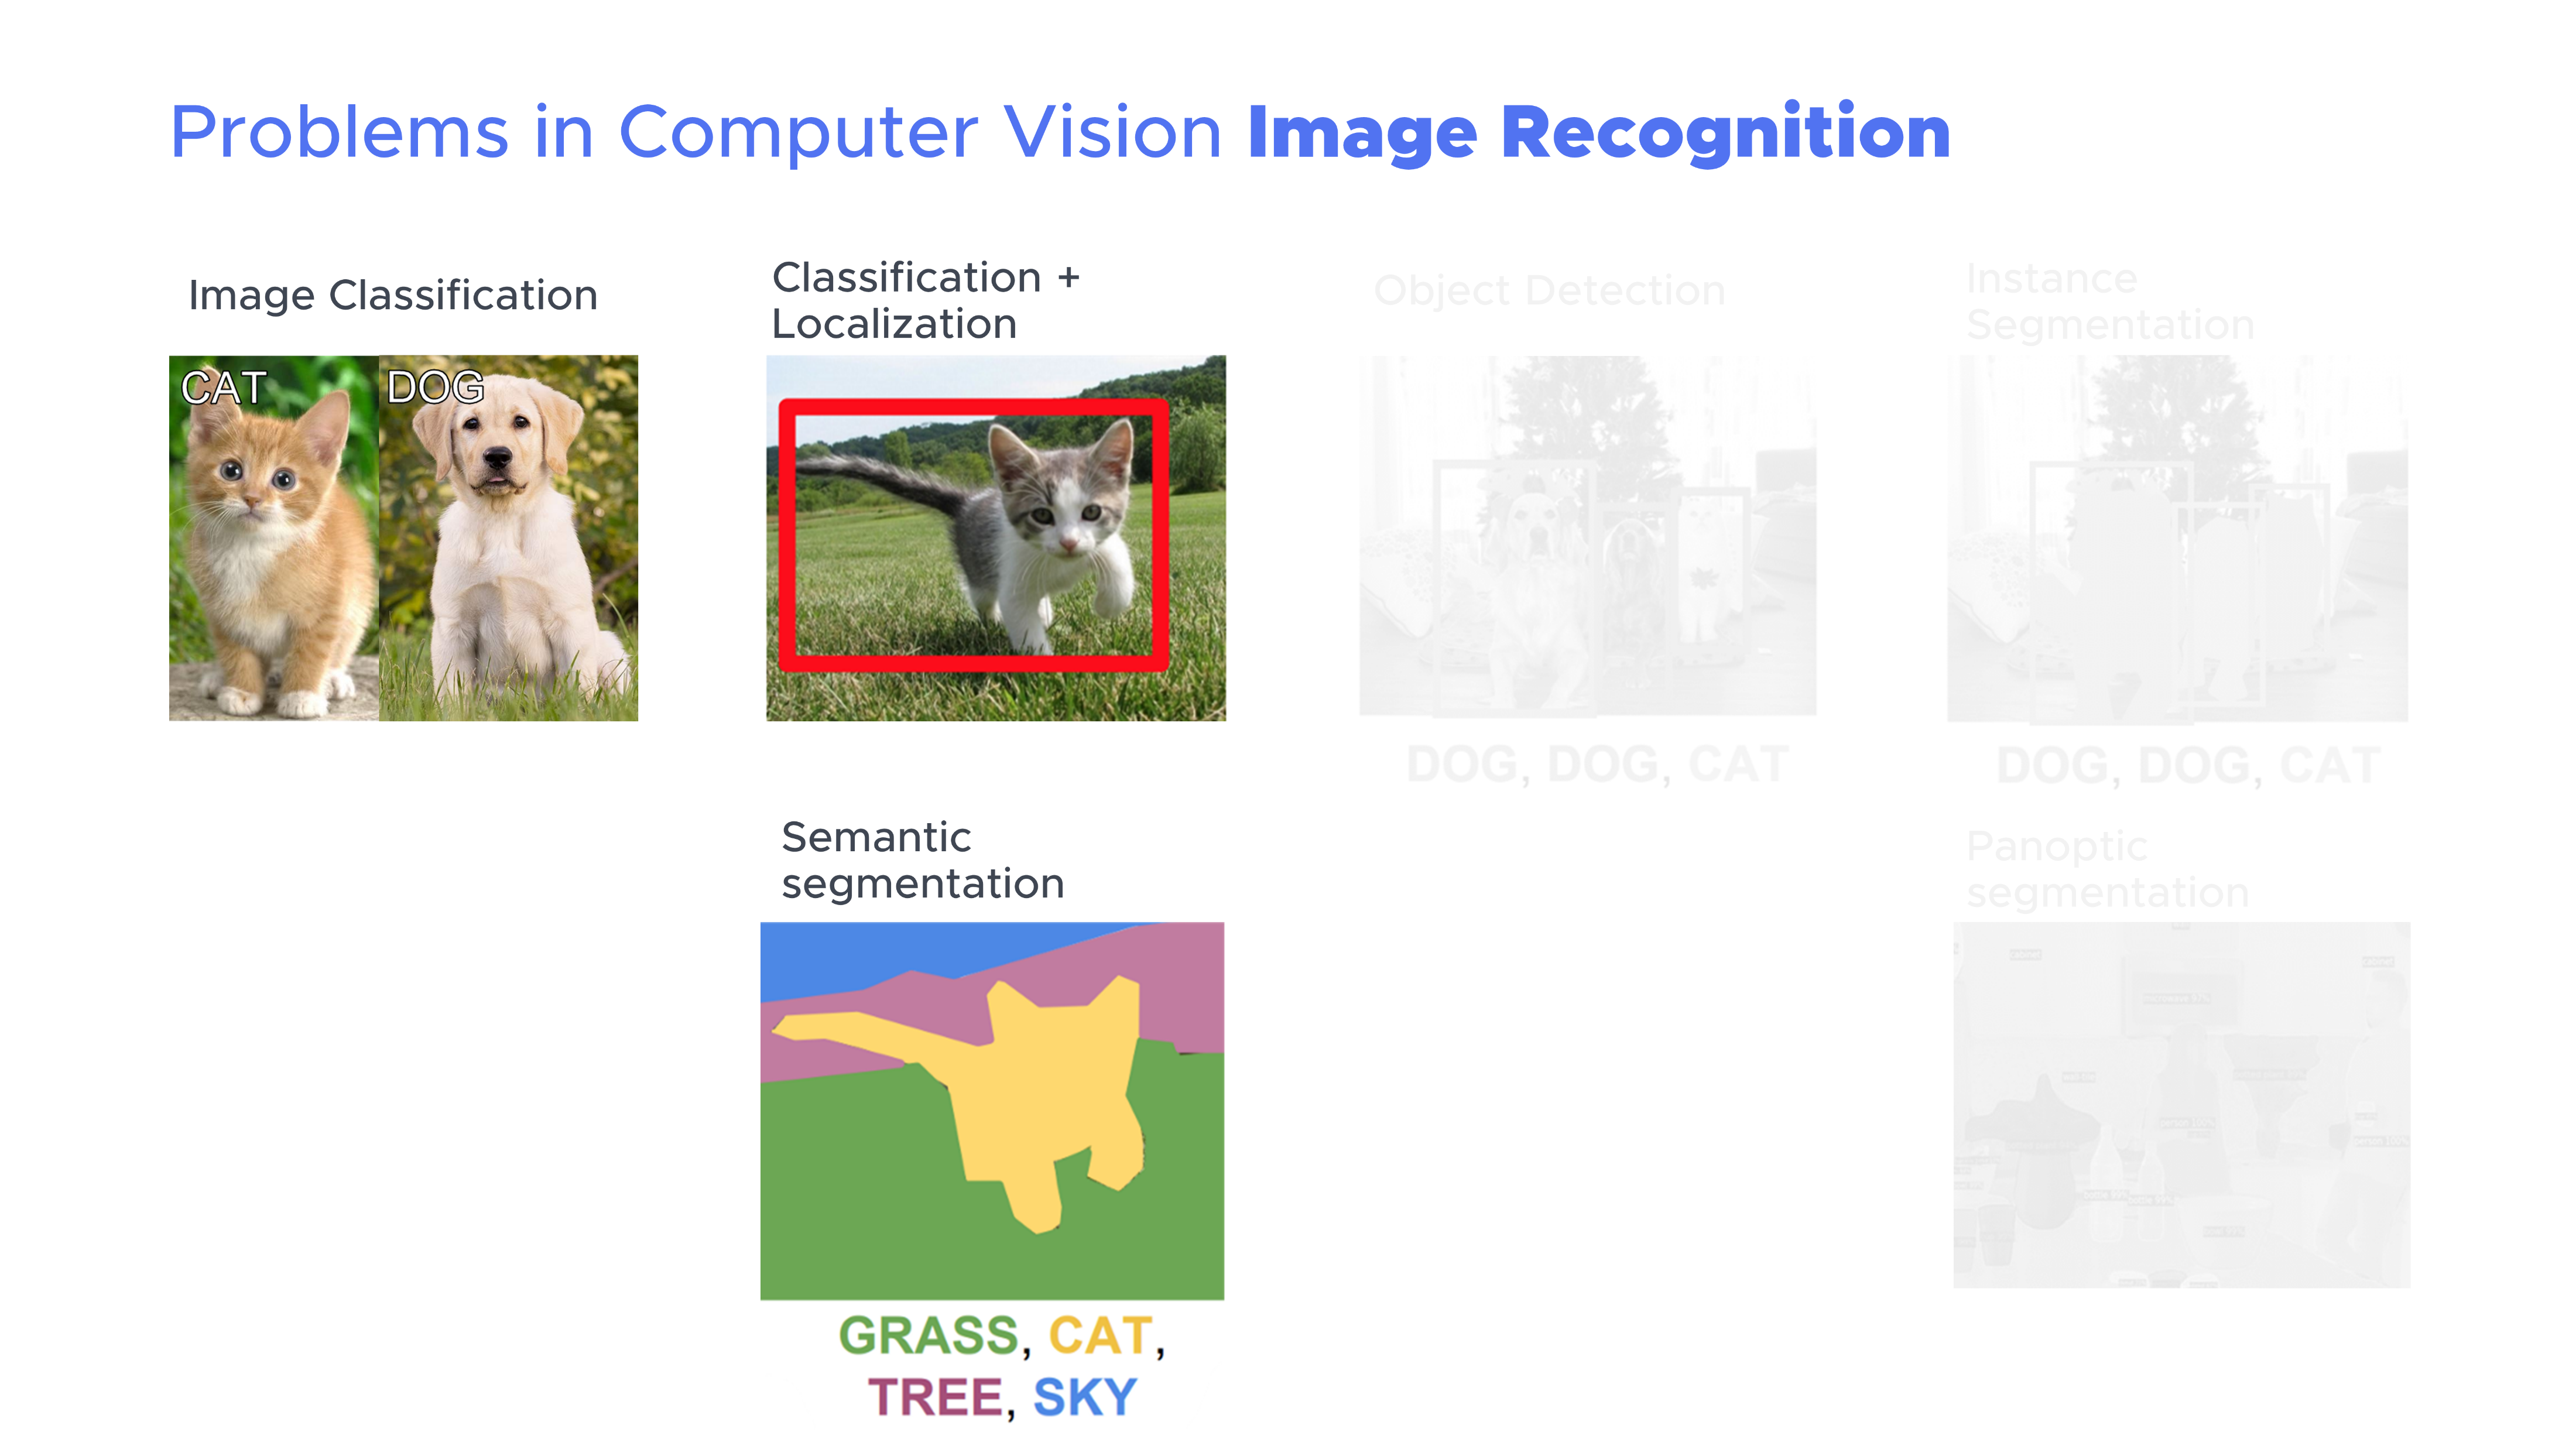 Problems in Computer Vision Image Recognition
Image Classification
CAT
DOG
Classification +
Localization
Object Detection
DOG, DOG, CAT
Instance
Segmentation
DOG, DOG, CAT
Semantic
segmentation
GRASS, CAT,
TREE, SKY
Panoptic
segmentation